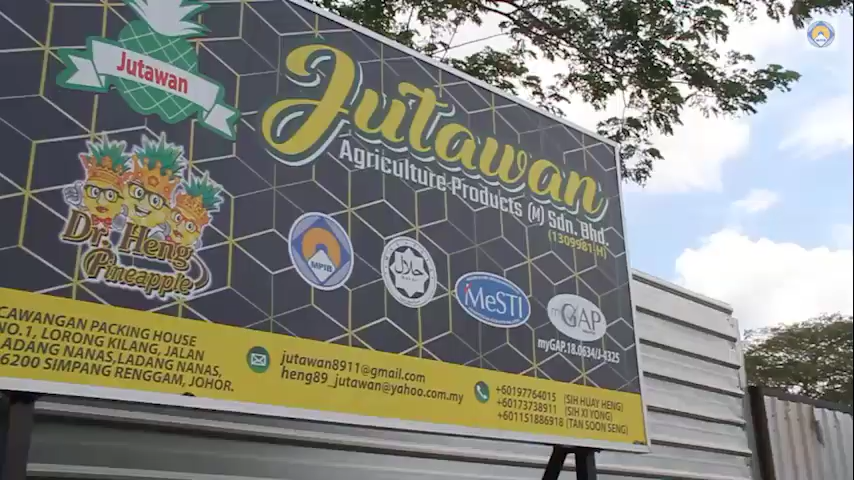 Jutawan
Jutawan
Agriculture Products (M) Sdn. Bhd.
(1309981-H)
Dr. Heng
Pineapple
MPIB
حلال
MeSTI
myGAP
myGAP.18.0634/J-4325
CAWANGAN PACKING HOUSE
NO.1, LORONG KILANG, JALAN
LADANG NANAS,LADANG NANAS,
86200 SIMPANG RENGGAM, JOHOR.
jutawan8911@gmail.com
heng89_jutawan@yahoo.com.my
+60197764015 (SIH HUAY HENG)
+60173738911 (SIH XI YONG)
+601151886918 (TAN SOON SENG)